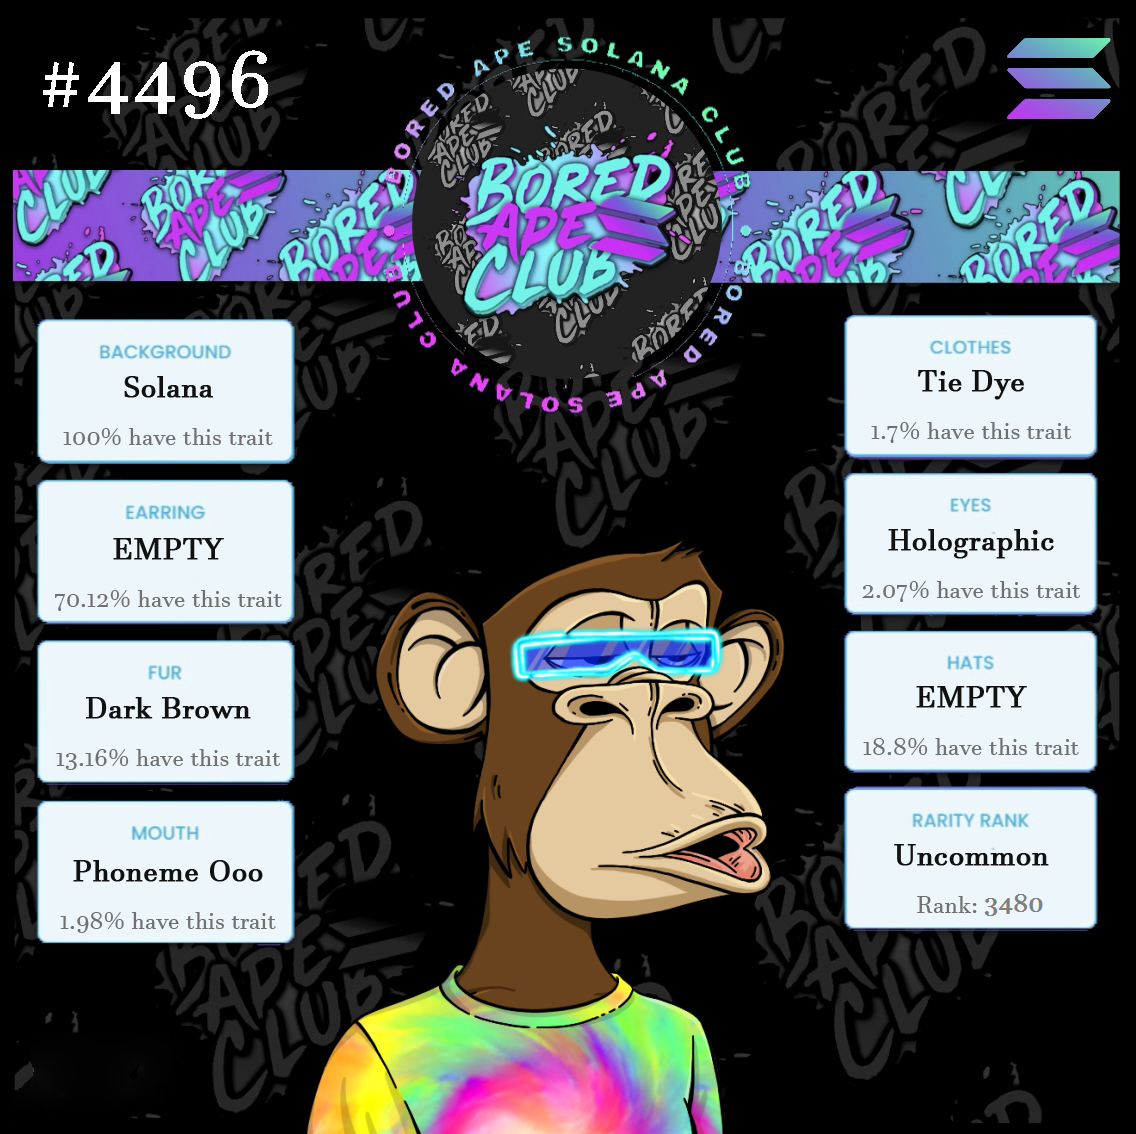 #4496
BORED APE SOLANA CLUB
BORED APE SOLANA CLUB
BORED
APE
CLUB
BACKGROUND
Solana
100% have this trait
EARRING
EMPTY
70.12% have this trait
FUR
Dark Brown
13.16% have this trait
MOUTH
Phoneme Ooo
1.98% have this trait
CLOTHES
Tie Dye
1.7% have this trait
EYES
Holographic
2.07% have this trait
HATS
EMPTY
18.8% have this trait
RARITY RANK
Uncommon
Rank: 3480